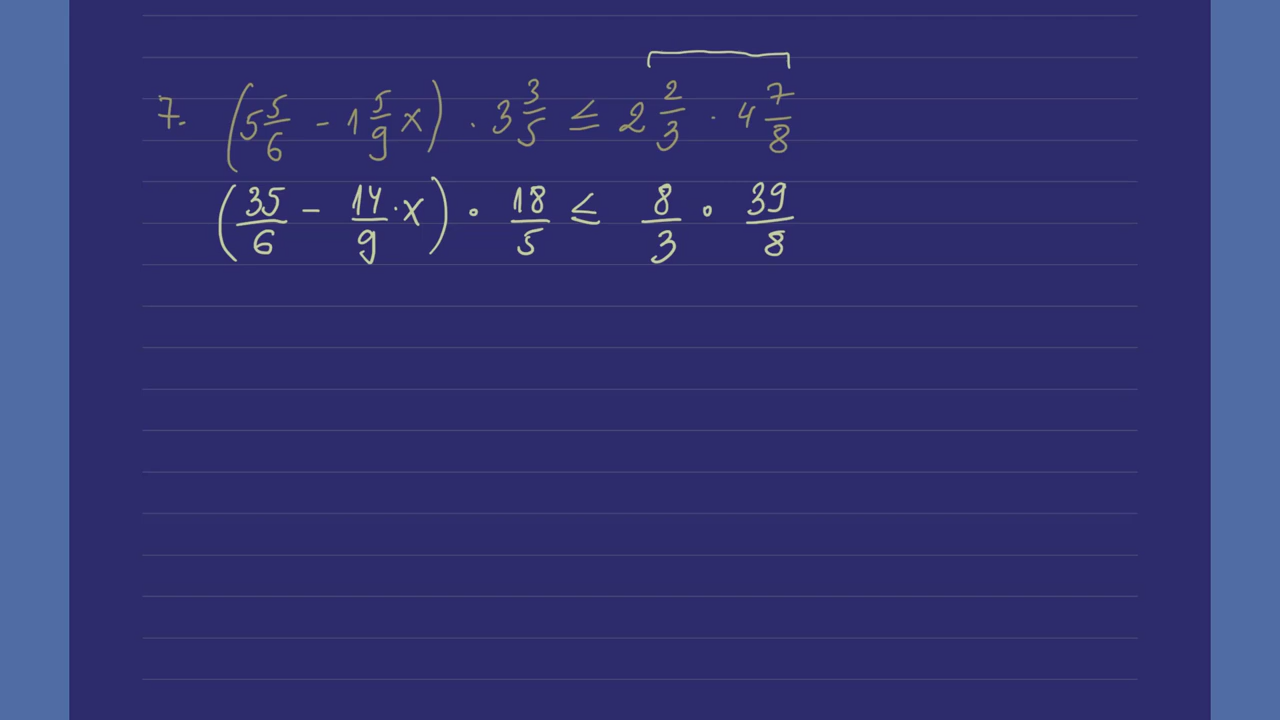 7. (5 5/6 - 1 5/9 x) · 3 3/5 ≤ 2 2/3 · 4 7/8
(35/6 - 14/9 · x) · 18/5 ≤ 8/3 · 39/8